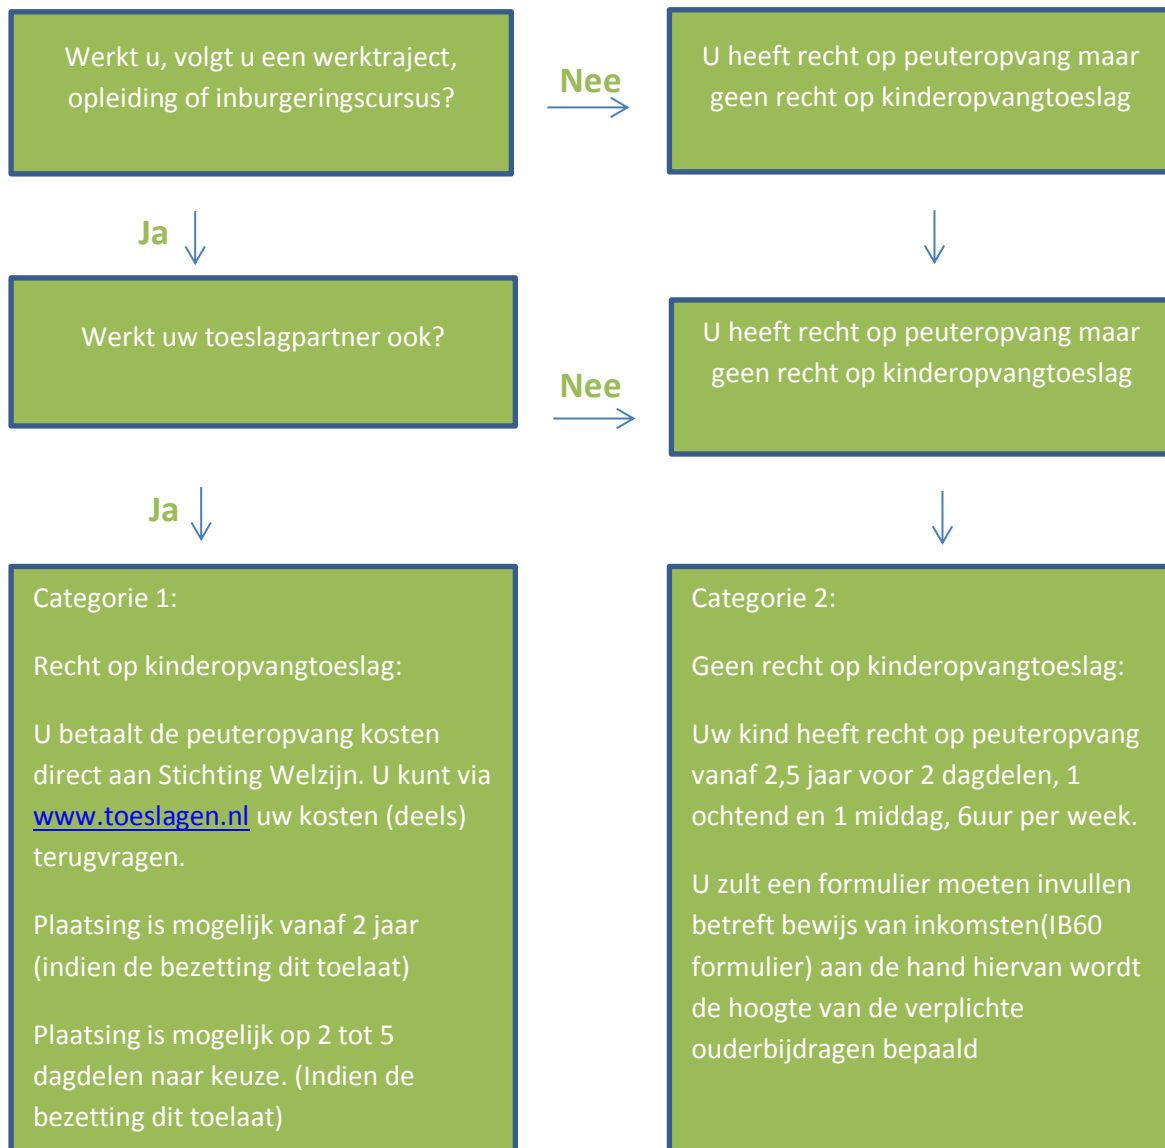 Werkt u, volgt u een werktraject,
opleiding of inburgeringscursus?
Nee
U heeft recht op peuteropvang maar
geen recht op kinderopvangtoeslag
Ja
Werkt uw toeslagpartner ook?
Nee
U heeft recht op peuteropvang maar
geen recht op kinderopvangtoeslag
Ja
Categorie 1:
Recht op kinderopvangtoeslag:
U betaalt de peuteropvang kosten
direct aan Stichting Welzijn. U kunt via
www.toeslagen.nl uw kosten (deels)
terugvragen.
Plaatsing is mogelijk vanaf 2 jaar
(indien de bezetting dit toelaat)
Plaatsing is mogelijk op 2 tot 5
dagdelen naar keuze. (Indien de
bezetting dit toelaat)
Categorie 2:
Geen recht op kinderopvangtoeslag:
Uw kind heeft recht op peuteropvang
vanaf 2,5 jaar voor 2 dagdelen, 1
ochtend en 1 middag, 6uur per week.
U zult een formulier moeten invullen
betreft bewijs van inkomsten(IB60
formulier) aan de hand hiervan wordt
de hoogte van de verplichte
ouderbijdragen bepaald